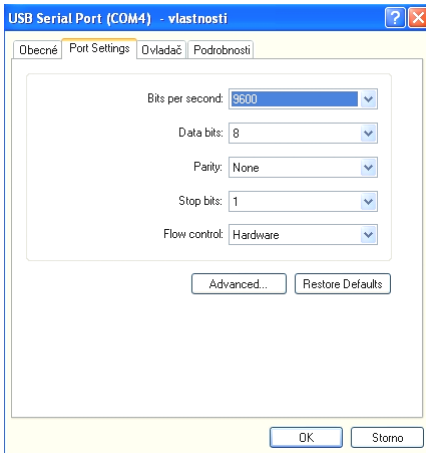 USB Serial Port (COM4) - vlastnosti
Obecné Port Settings Ovladač Podrobnosti
Bits per second: 9600
Data bits: 8
Parity: None
Stop bits: 1
Flow control: Hardware
Advanced... Restore Defaults
OK Storno